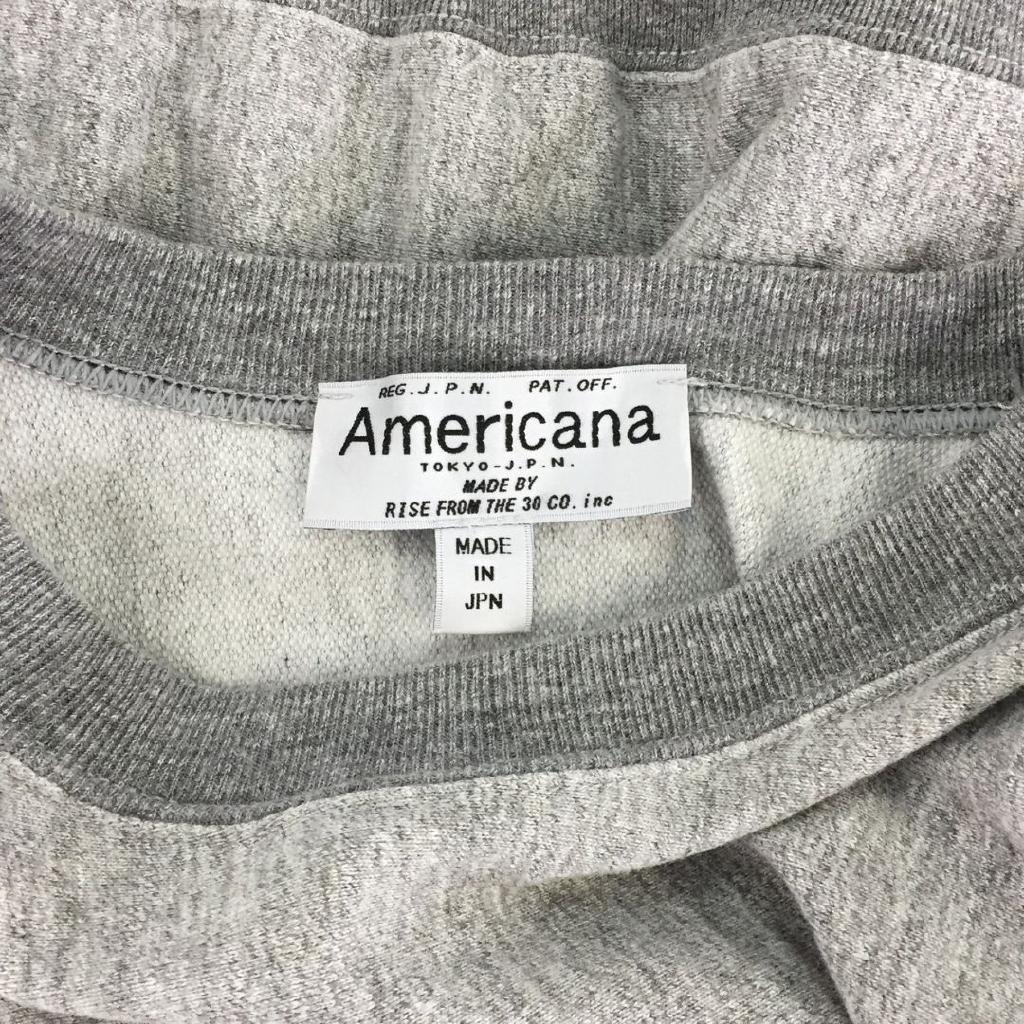 REG.J.P.N. PAT.OFF.
Americana
TOKYO-J.P.N.
MADE BY
RISE FROM THE 30 CO. inc
MADE
IN
JPN